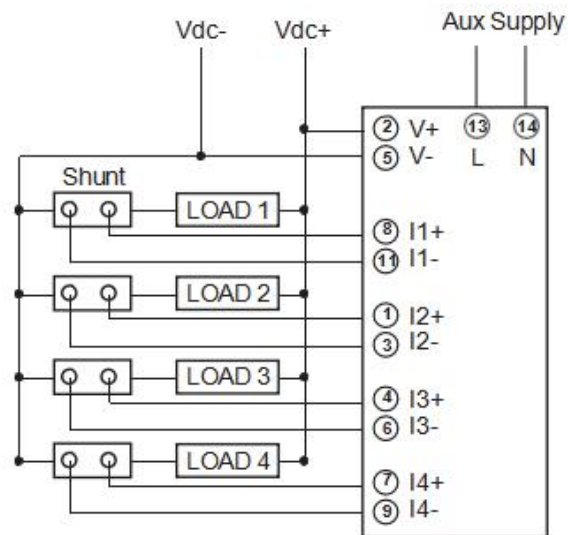 Vdc- Vdc+ Aux Supply
2 V+ 13 14
5 V- L N
Shunt
LOAD 1
8 I1+
11 I1-
LOAD 2
1 I2+
3 I2-
LOAD 3
4 I3+
6 I3-
LOAD 4
7 I4+
9 I4-